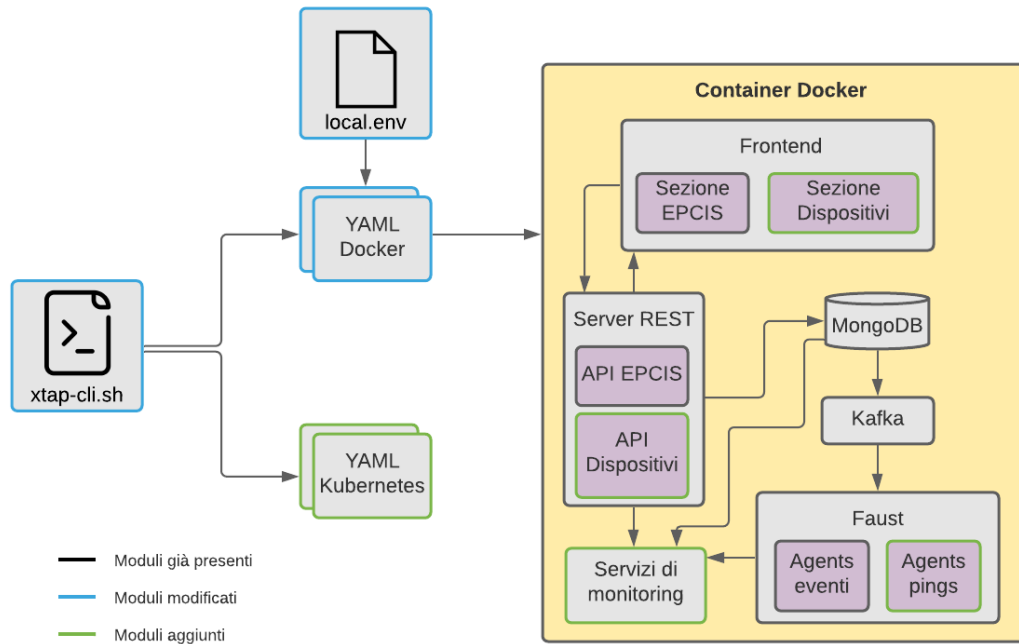 local.env
YAML
Docker
xtap-cli.sh
YAML
Kubernetes
Moduli già presenti
Moduli modificati
Moduli aggiunti
Container Docker
Frontend
Sezione
EPCIS
Sezione
Dispositivi
Server REST
API EPCIS
API
Dispositivi
MongoDB
Kafka
Faust
Agents
eventi
Agents
pings
Servizi di
monitoring